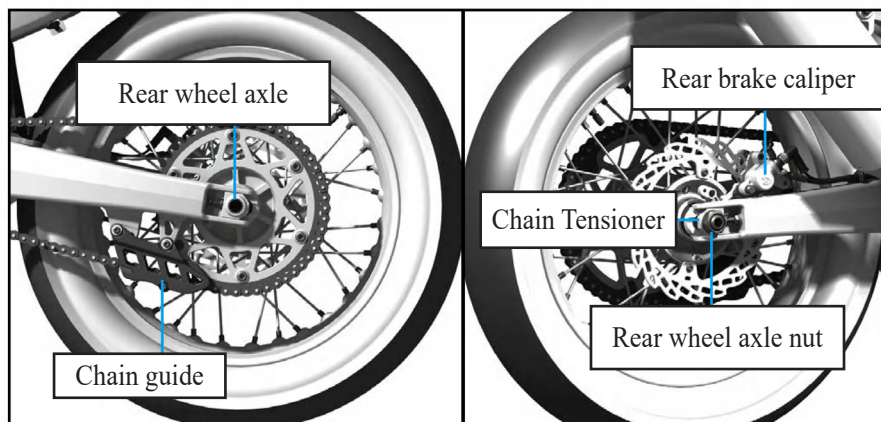 Rear wheel axle
Chain guide
Rear brake caliper
Chain Tensioner
Rear wheel axle nut